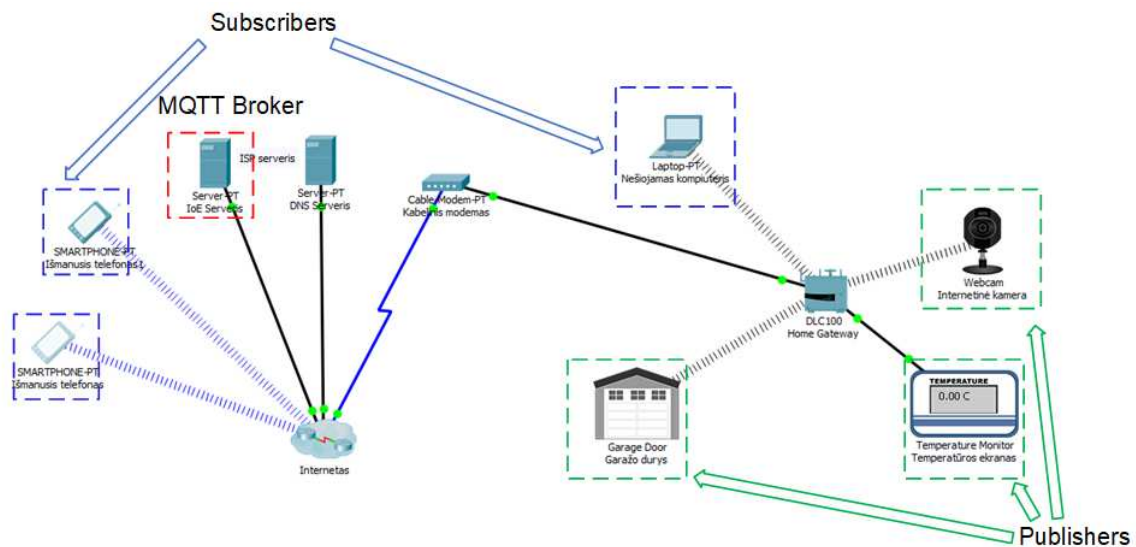 Subscribers
MQTT Broker
ISP serveris
Server-PT
IoE Serveris
Server-PT
DNS Serveris
Cable-Modem-PT
Kabelinis modemas
Laptop-PT
Nešiojamas kompiuteris
SMARTPHONE-PT
Išmanusis telefonas1
Webcam
Internetinė kamera
DLC100
Home Gateway
SMARTPHONE-PT
Išmanusis telefonas
TEMPERATURE
0.00 C
Garage Door
Garažo durys
Temperature Monitor
Temperatūros ekranas
Internetas
Publishers